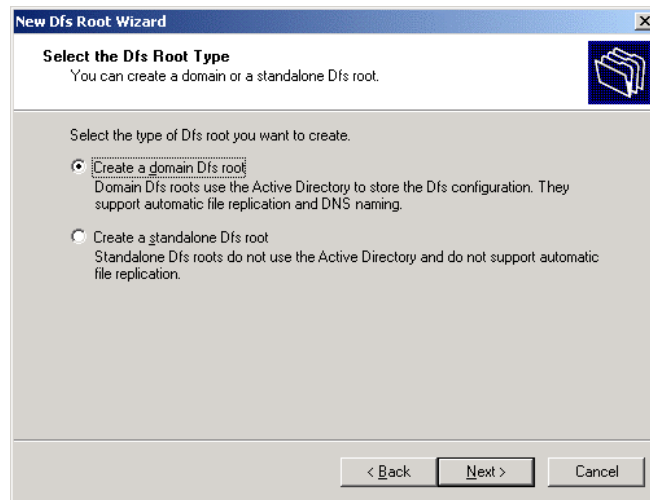 New Dfs Root Wizard
Select the Dfs Root Type
You can create a domain or a standalone Dfs root.
Select the type of Dfs root you want to create.
Create a domain Dfs root
Domain Dfs roots use the Active Directory to store the Dfs configuration. They
support automatic file replication and DNS naming.
Create a standalone Dfs root
Standalone Dfs roots do not use the Active Directory and do not support automatic
file replication.
< Back
Next >
Cancel